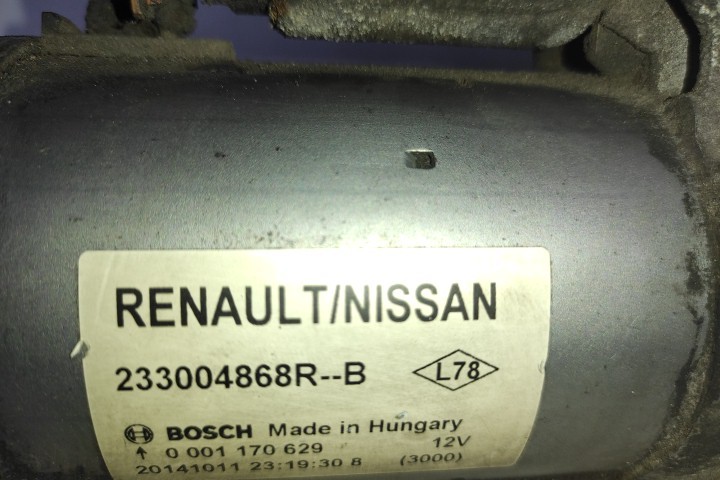 RENAULT/NISSAN
233004868R--B L78
BOSCH Made in Hungary
0 001 170 629 12V
20141011 23:19:30 8 (3000)